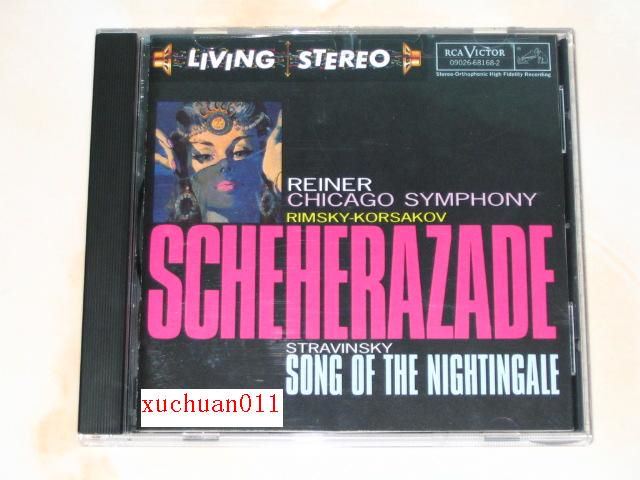 LIVING STEREO
RCA VICTOR
09026-68168-2
Stereo-Orthophonic High Fidelity Recording
REINER
CHICAGO SYMPHONY
RIMSKY-KORSAKOV
SCHEHERAZADE
STRAVINSKY
SONG OF THE NIGHTINGALE
xuchuan011